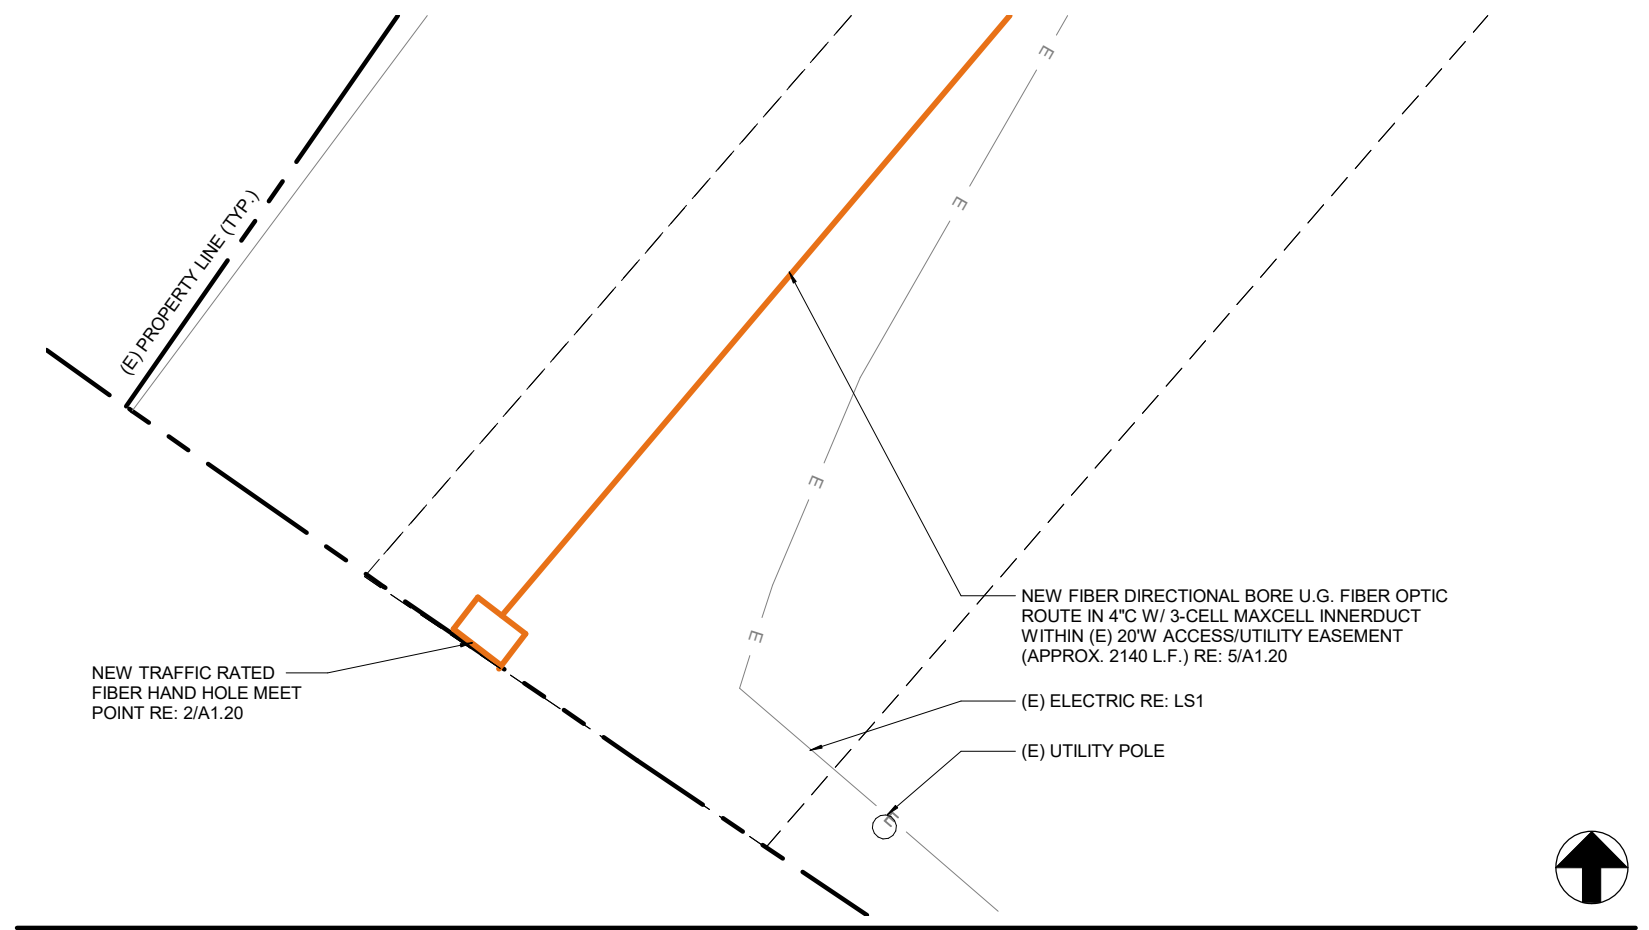 E
(E) PROPERTY LINE (TYP.)
E
E
NEW FIBER DIRECTIONAL BORE U.G. FIBER OPTIC
ROUTE IN 4"C W/ 3-CELL MAXCELL INNERDUCT
WITHIN (E) 20'W ACCESS/UTILITY EASEMENT
(APPROX. 2140 L.F.) RE: 5/A1.20
E
NEW TRAFFIC RATED
FIBER HAND HOLE MEET
POINT RE: 2/A1.20
(E) ELECTRIC RE: LS1
(E) UTILITY POLE
E